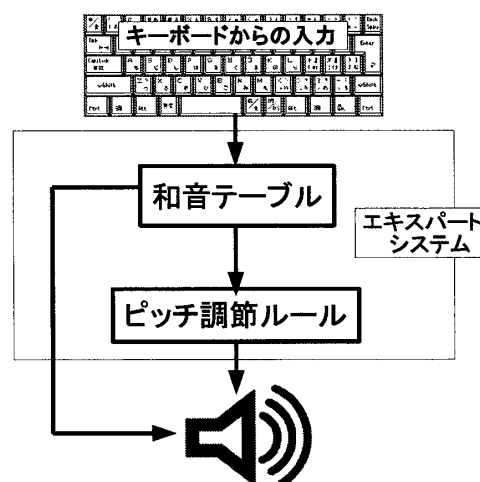 キーボードからの入力
和音テーブル
エキスパート
システム
ピッチ調節ルール